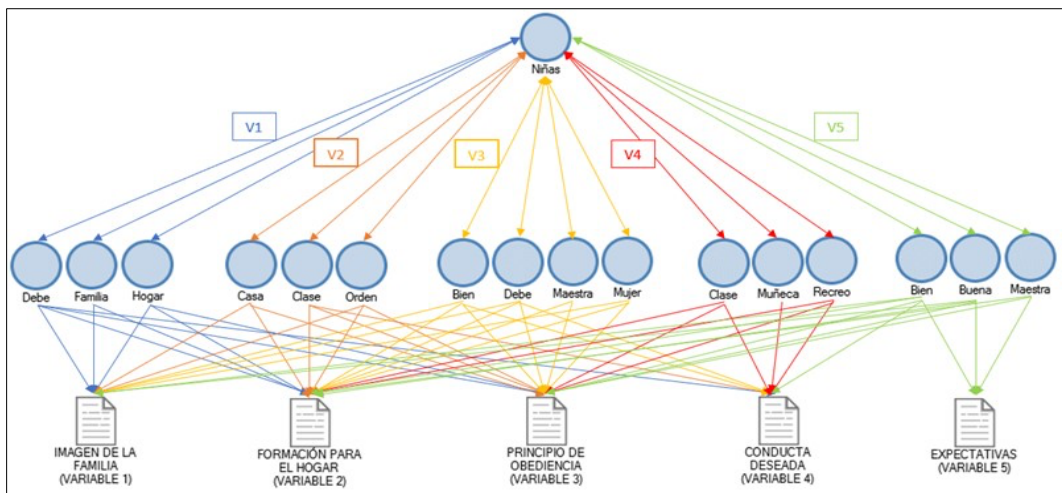 Niñas
V1
V2
V3
V4
V5
Debe
Familia
Hogar
Casa
Clase
Orden
Bien
Debe
Maestra
Mujer
Clase
Muñeca
Recreo
Bien
Buena
Maestra
IMAGEN DE LA
FAMILIA
(VARIABLE 1)
FORMACIÓN PARA
EL HOGAR
(VARIABLE 2)
PRINCIPIO DE
OBEDIENCIA
(VARIABLE 3)
CONDUCTA
DESEADA
(VARIABLE 4)
EXPECTATIVAS
(VARIABLE 5)